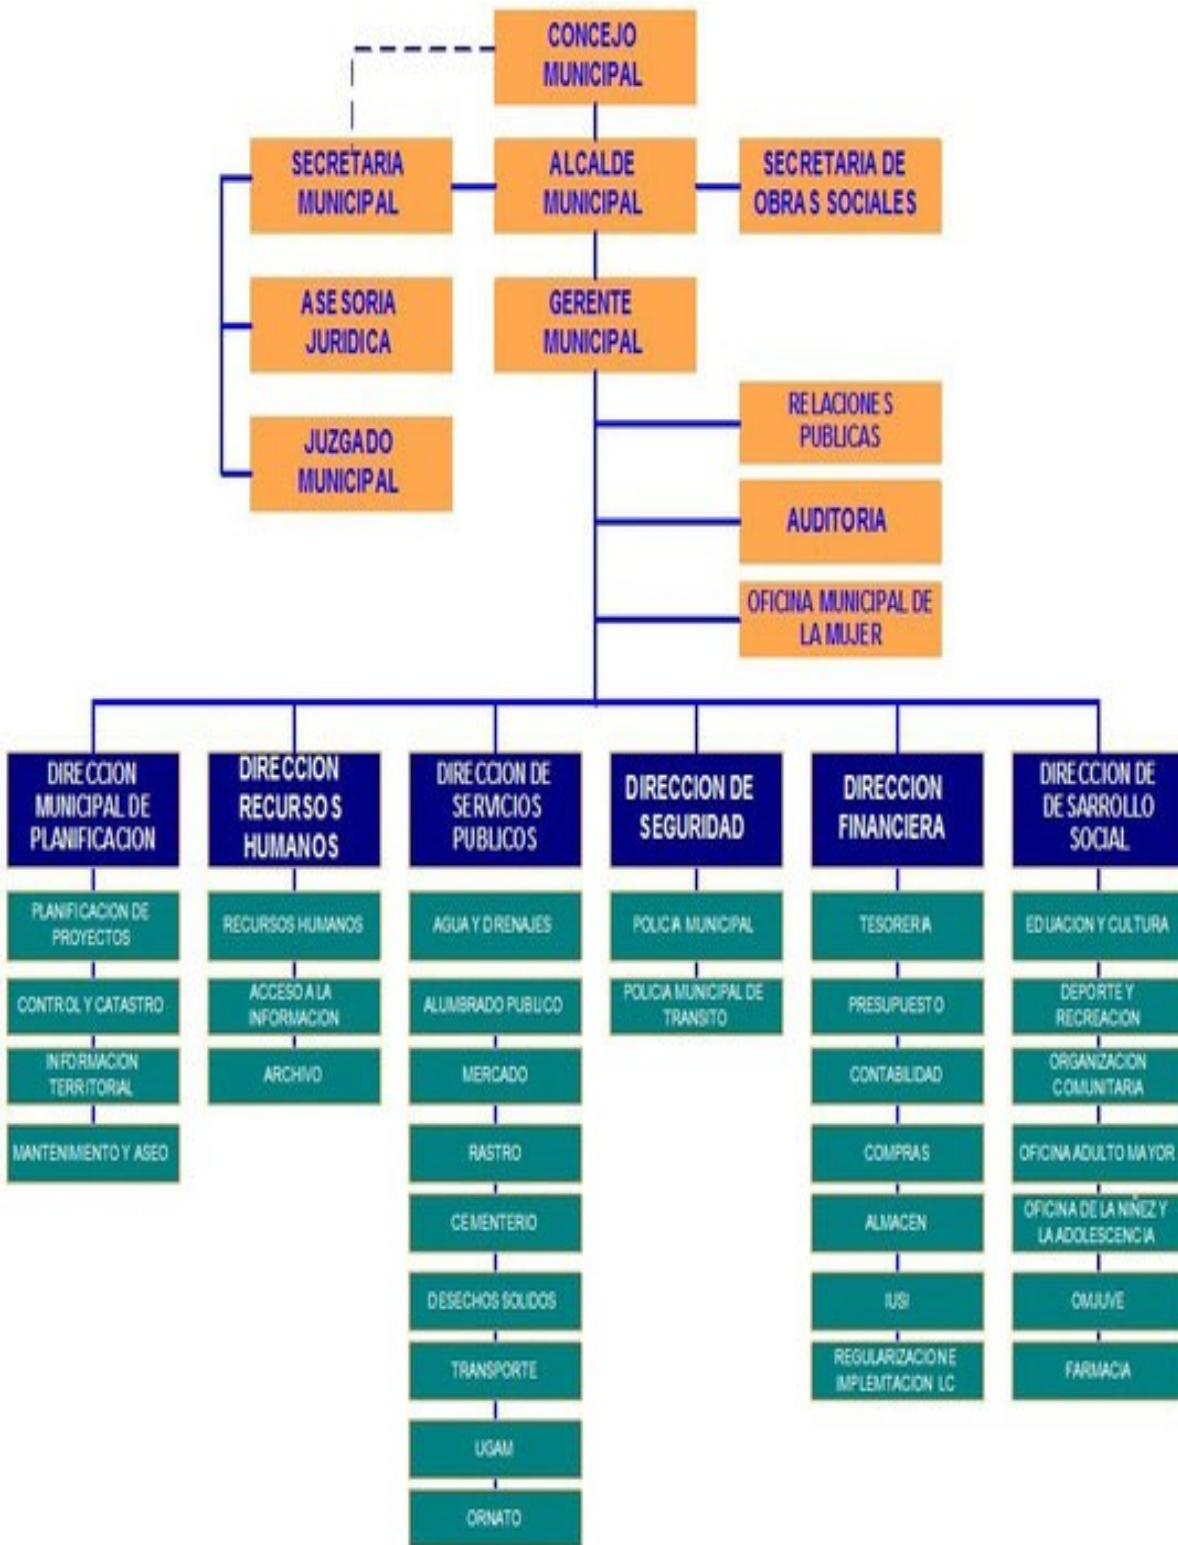 CONCEJO
MUNICIPAL
SECRETARIA
MUNICIPAL
ALCALDE
MUNICIPAL
SECRETARIA DE
OBRAS SOCIALES
ASESORIA
JURIDICA
GERENTE
MUNICIPAL
JUZGADO
MUNICIPAL
RELACIONES
PUBLICAS
AUDITORIA
OFICINA MUNICIPAL DE
LA MUJER
DIRECCION
MUNICIPAL DE
PLANIFICACION
PLANIFICACION DE
PROYECTOS
CONTROL Y CATASTRO
INFORMACION
TERRITORIAL
MANTENIMIENTO Y ASEO
DIRECCION
RECURSOS
HUMANOS
RECURSOS HUMANOS
ACCESO A LA
INFORMACION
ARCHIVO
DIRECCION DE
SERVICIOS
PUBLICOS
AGUA Y DRENAJES
ALUMBRADO PUBLICO
MERCADO
RASTRO
CEMENTERIO
DESECHOS SOLIDOS
TRANSPORTE
UGAM
ORNATO
DIRECCION DE
SEGURIDAD
POLICIA MUNICIPAL
POLICIA MUNICIPAL DE
TRANSITO
DIRECCION
FINANCIERA
TESORERIA
PRESUPUESTO
CONTABILIDAD
COMPRAS
ALMACEN
IUSI
REGULARIZACION E
IMPLEMTACION LC
DIRECCION DE
DESARROLLO
SOCIAL
EDUACION Y CULTURA
DEPORTE Y
RECREACION
ORGANIZACION
COMUNITARIA
OFICINA ADULTO MAYOR
OFICINA DE LA NIÑEZ Y
LA ADOLESCENCIA
OMJUVE
FARMACIA